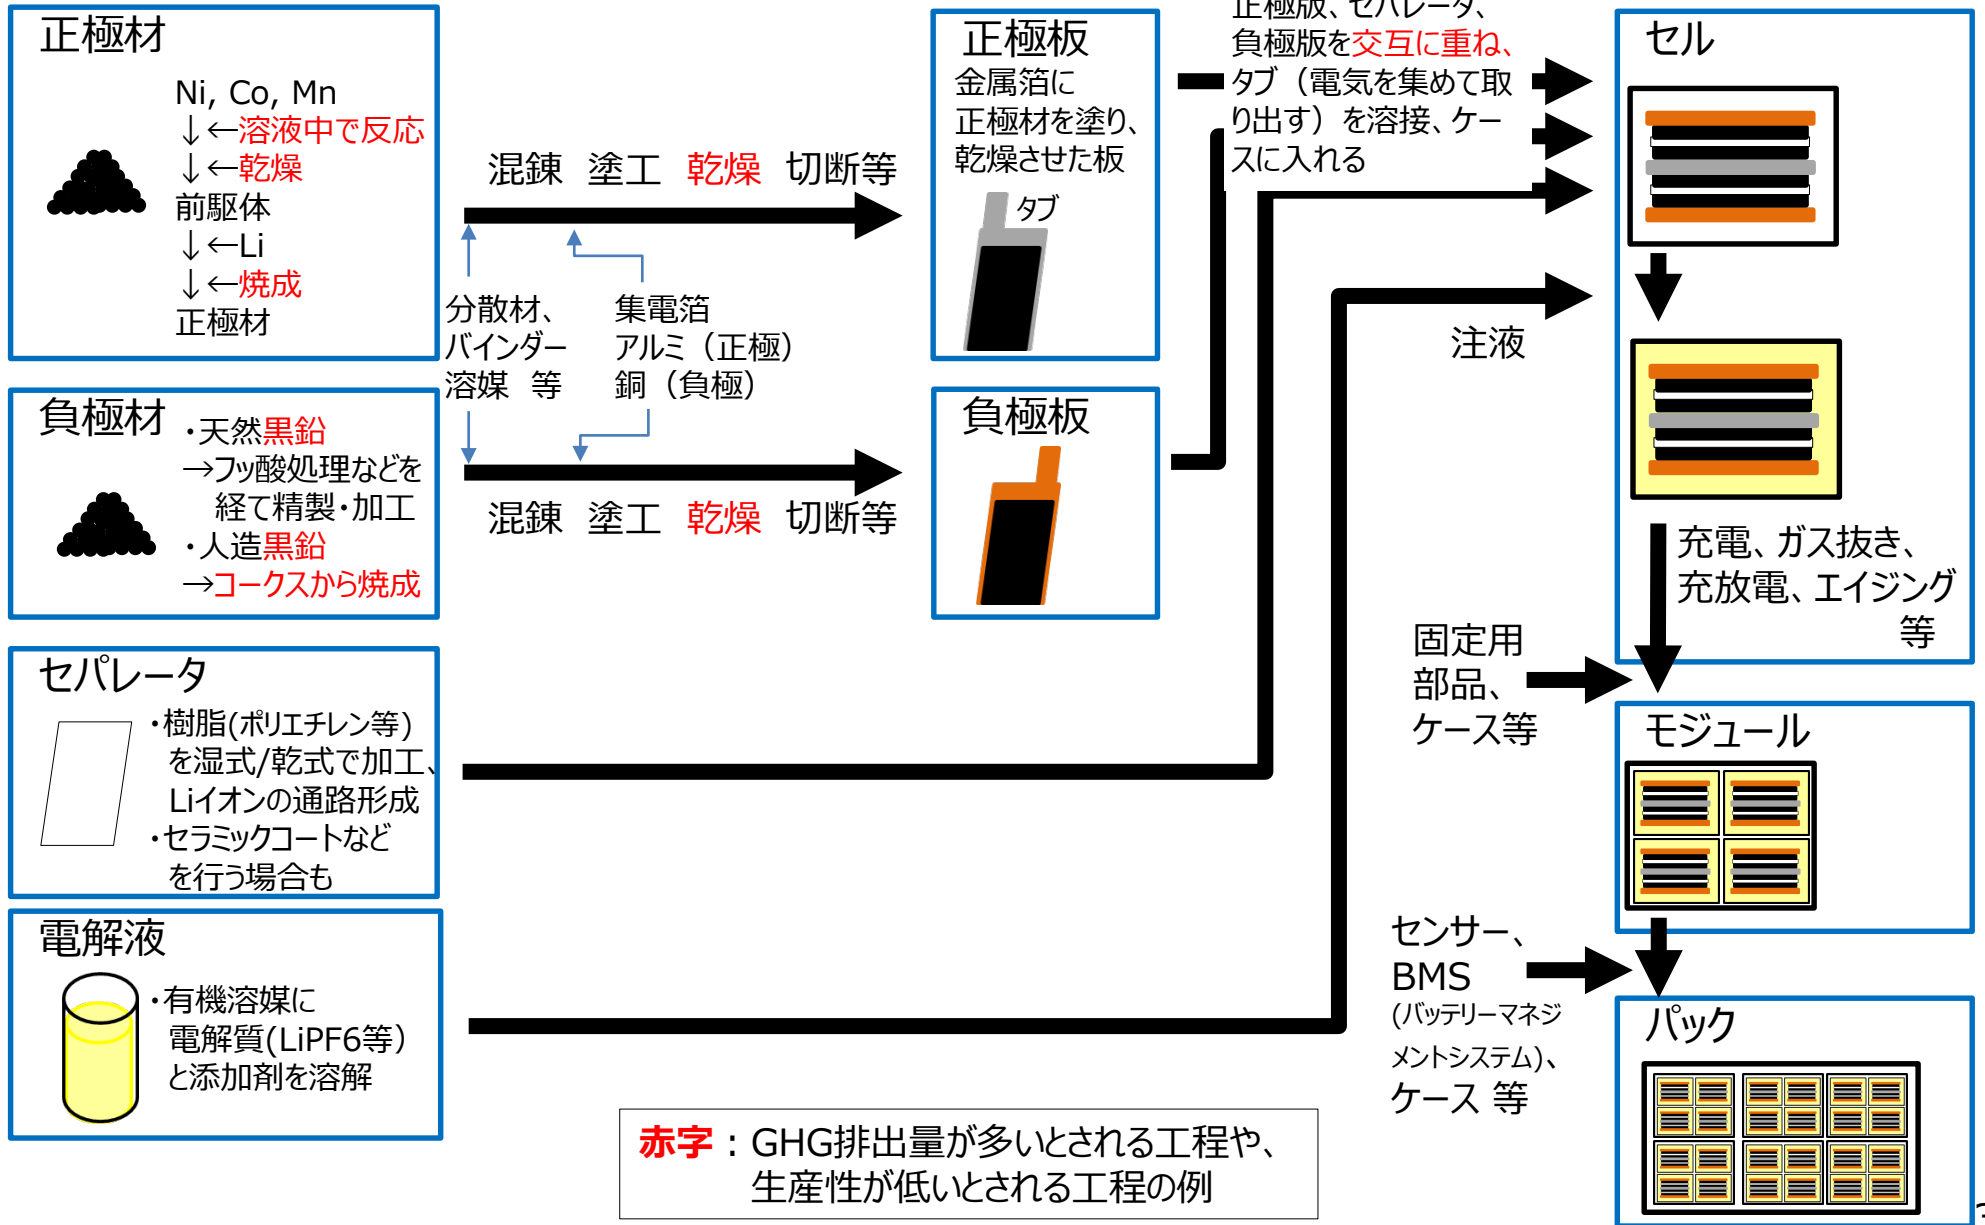 正極材
Ni, Co, Mn
↓←溶液中で反応
↓←乾燥
前駆体
↓←Li
↓←焼成
正極材
負極材
・天然黒鉛
→フッ酸処理などを
経て精製・加工
・人造黒鉛
→コークスから焼成
セパレータ
・樹脂(ポリエチレン等)
を湿式/乾式で加工、
Liイオンの通路形成
・セラミックコートなど
を行う場合も
電解液
・有機溶媒に
電解質(LiPF6等)
と添加剤を溶解
混錬 塗工 乾燥 切断等
分散材、
バインダー
溶媒 等
集電箔
アルミ（正極）
銅（負極）
混錬 塗工 乾燥 切断等
正極板
金属箔に
正極材を塗り、
乾燥させた板
タブ
負極板
正極版、セパレータ、
負極版を交互に重ね、
タブ（電気を集めて取
り出す）を溶接、ケー
スに入れる
注液
セル
充電、ガス抜き、
充放電、エイジング
等
固定用
部品、
ケース等
モジュール
センサー、
BMS
(バッテリーマネジ
メントシステム)、
ケース 等
パック
赤字：GHG排出量が多いとされる工程や、
生産性が低いとされる工程の例